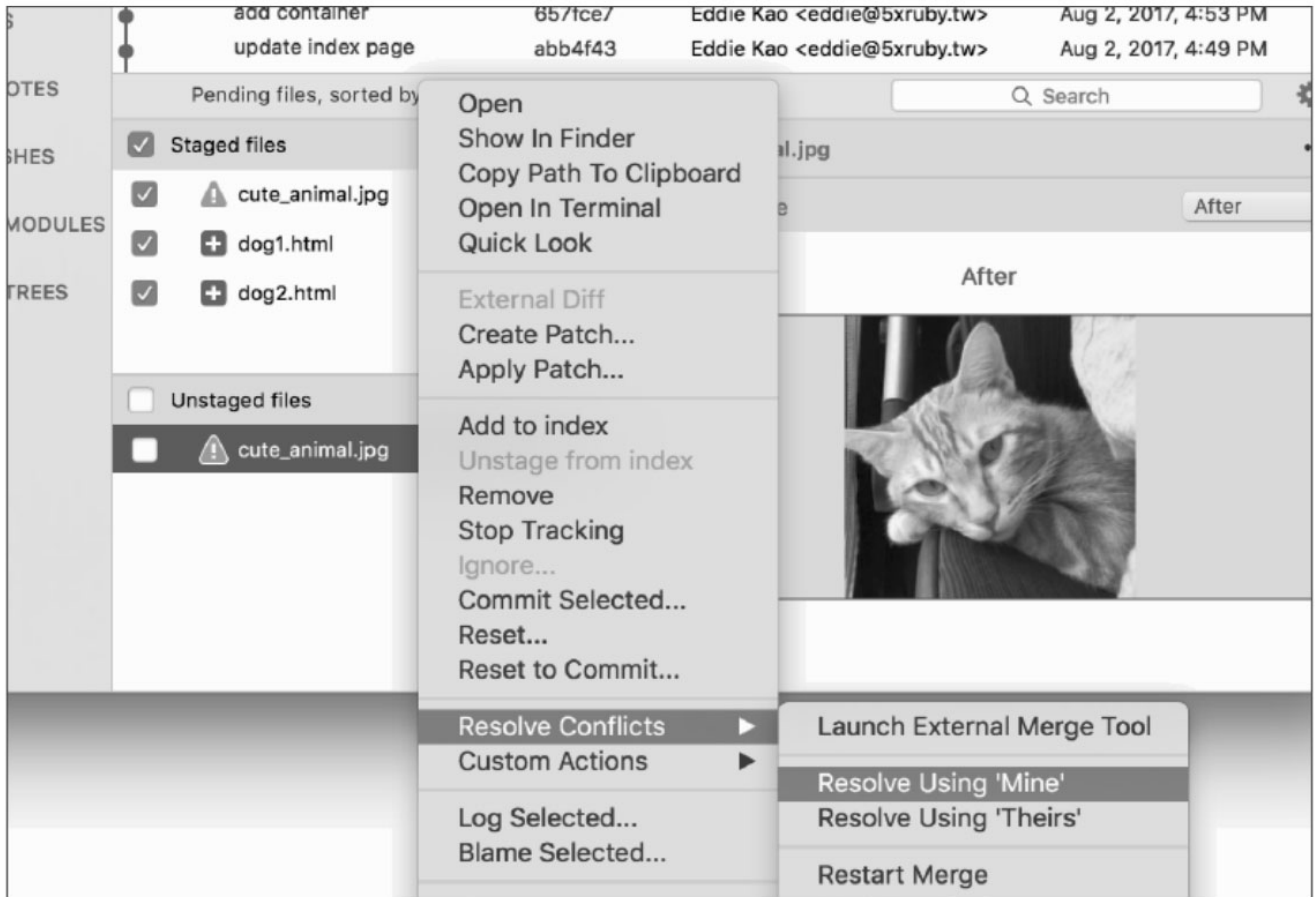 add container 657fce7 Eddie Kao <eddie@5xruby.tw> Aug 2, 2017, 4:53 PM
update index page abb4f43 Eddie Kao <eddie@5xruby.tw> Aug 2, 2017, 4:49 PM
OTES
SHES
MODULES
TREES
Pending files, sorted by
Search
Staged files
cute_animal.jpg
dog1.html
dog2.html
Unstaged files
cute_animal.jpg
Open
Show In Finder
Copy Path To Clipboard
Open In Terminal
Quick Look
External Diff
Create Patch...
Apply Patch...
Add to index
Unstage from index
Remove
Stop Tracking
Ignore...
Commit Selected...
Reset...
Reset to Commit...
Resolve Conflicts
Custom Actions
Log Selected...
Blame Selected...
al.jpg
After
After
Launch External Merge Tool
Resolve Using 'Mine'
Resolve Using 'Theirs'
Restart Merge